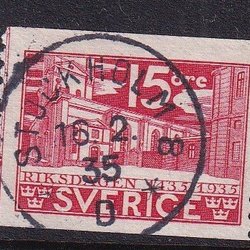 15 öre
STOCKHOLM 8
16.2.
35
RIKSDAGEN 1435-1935
SVERIGE
D